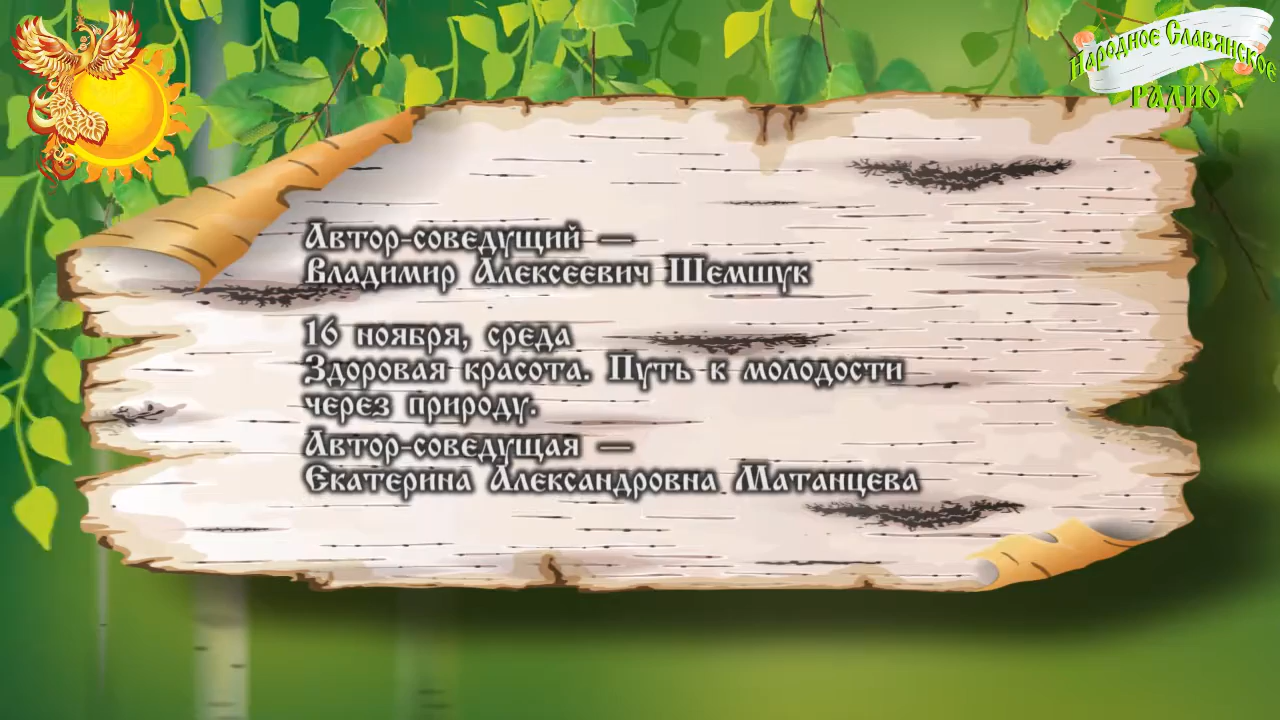 Народное Славянское
РАДИО
Автор-соведущий —
Владимир Алексеевич Шемшук
16 ноября, среда
Здоровая красота. Путь к молодости
через природу.
Автор-соведущая —
Екатерина Александровна Матанцева